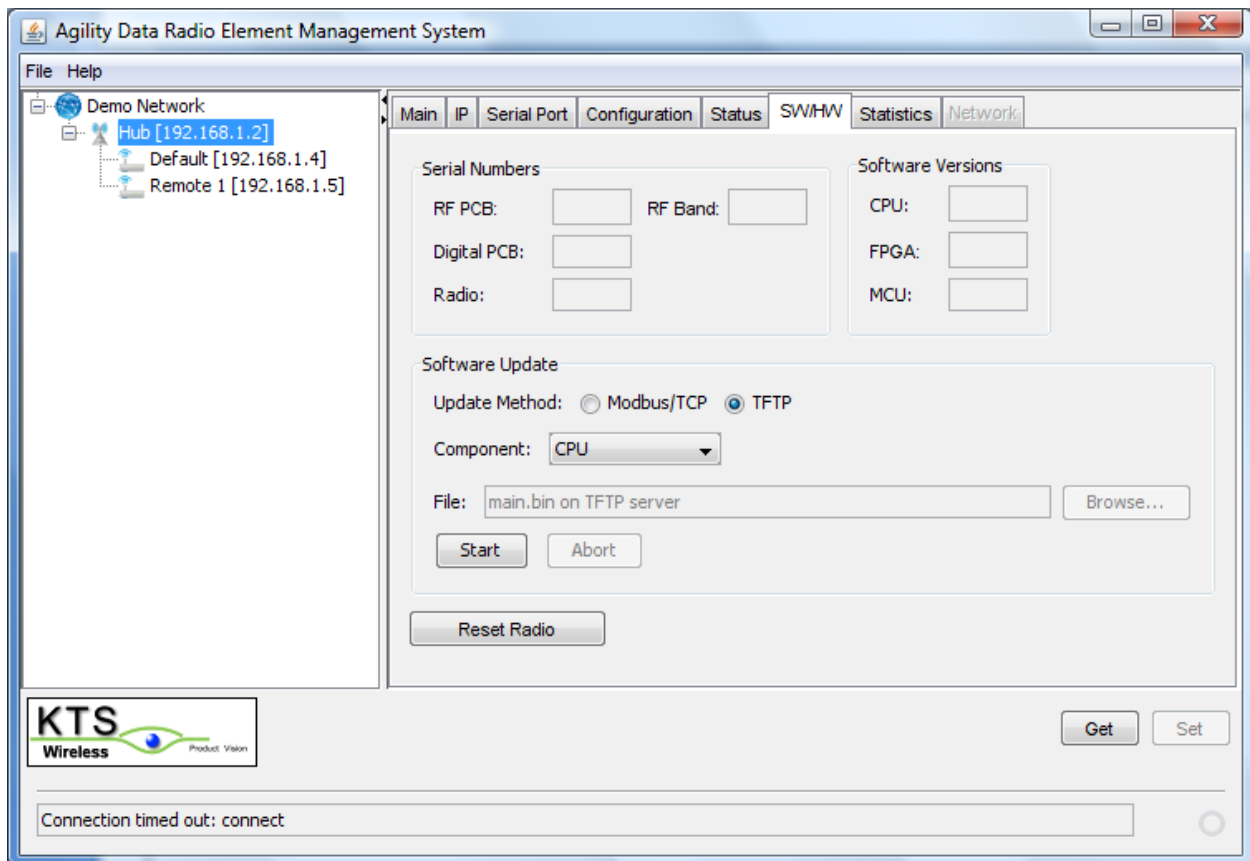 Agility Data Radio Element Management System
File Help
Demo Network
Hub [192.168.1.2]
Default [192.168.1.4]
Remote 1 [192.168.1.5]
Main IP Serial Port Configuration Status SW/HW Statistics Network
Serial Numbers
RF PCB: RF Band:
Digital PCB:
Radio:
Software Versions
CPU:
FPGA:
MCU:
Software Update
Update Method: Modbus/TCP TFTP
Component: CPU
File: main.bin on TFTP server Browse...
Start Abort
Reset Radio
KTS
Wireless Product Vision
Get Set
Connection timed out: connect